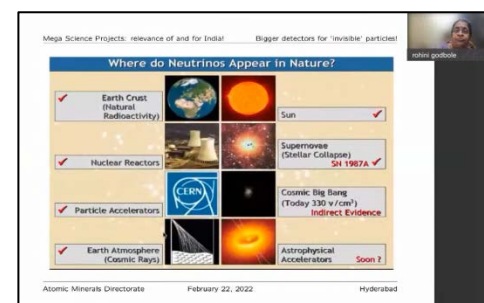 Mega Science Projects: relevance of and for India!
Bigger detectors for 'invisible' particles!
rohini godbole
Where do Neutrinos Appear in Nature?
✓ Earth Crust
(Natural
Radioactivity)
Sun ✓
✓ Nuclear Reactors
Supernovae
(Stellar Collapse)
SN 1987A ✓
CERN
✓ Particle Accelerators
Cosmic Big Bang
(Today 330 ν/cm³)
Indirect Evidence
✓ Earth Atmosphere
(Cosmic Rays)
Astrophysical
Accelerators Soon ?
Atomic Minerals Directorate
February 22, 2022
Hyderabad